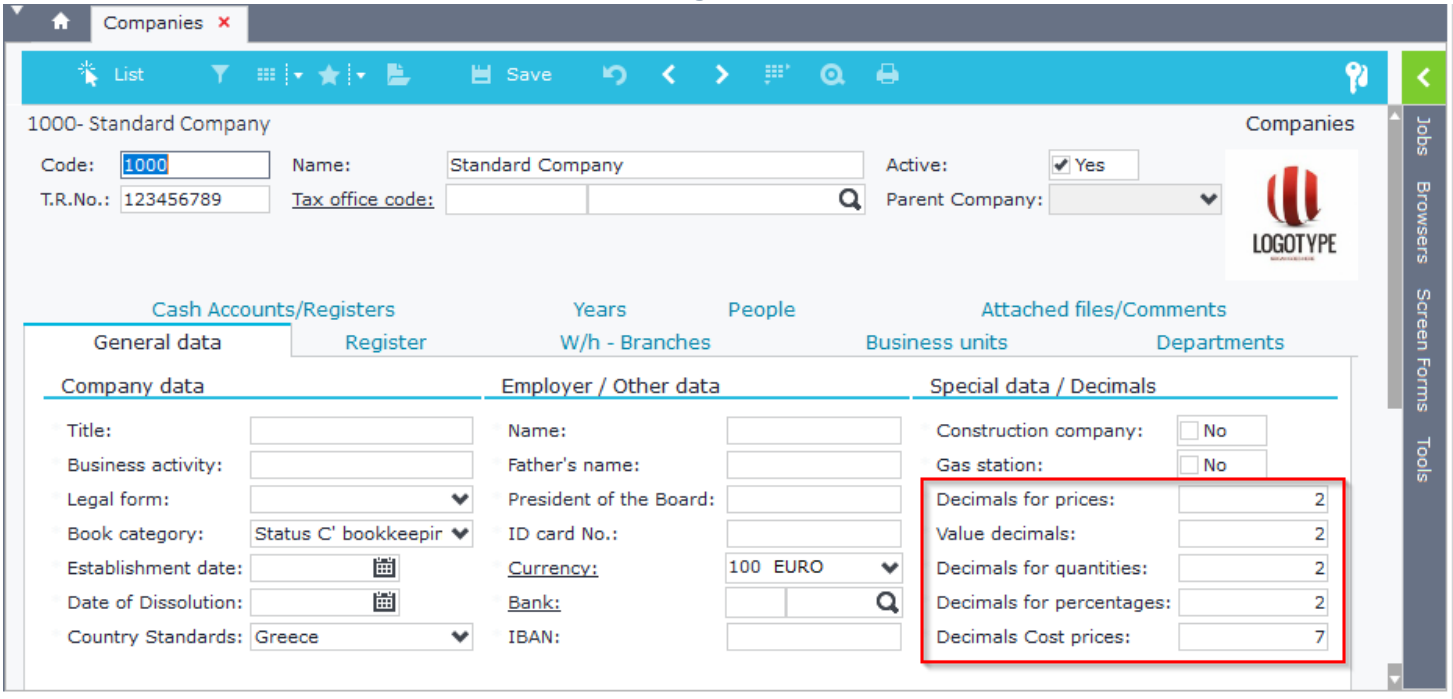 Companies ×
List Save
1000- Standard Company Companies
Code: 1000 Name: Standard Company Active: Yes
T.R.No.: 123456789 Tax office code: Parent Company:
LOGOTYPE
Cash Accounts/Registers Years People Attached files/Comments
General data Register W/h - Branches Business units Departments
Company data Employer / Other data Special data / Decimals
Title: Name: Construction company: No
Business activity: Father's name: Gas station: No
Legal form: President of the Board: Decimals for prices: 2
Book category: Status C' bookkeepir ID card No.: Value decimals: 2
Establishment date: Currency: 100 EURO Decimals for quantities: 2
Date of Dissolution: Bank: Decimals for percentages: 2
Country Standards: Greece IBAN: Decimals Cost prices: 7
Jobs
Browsers
Screen Forms
Tools